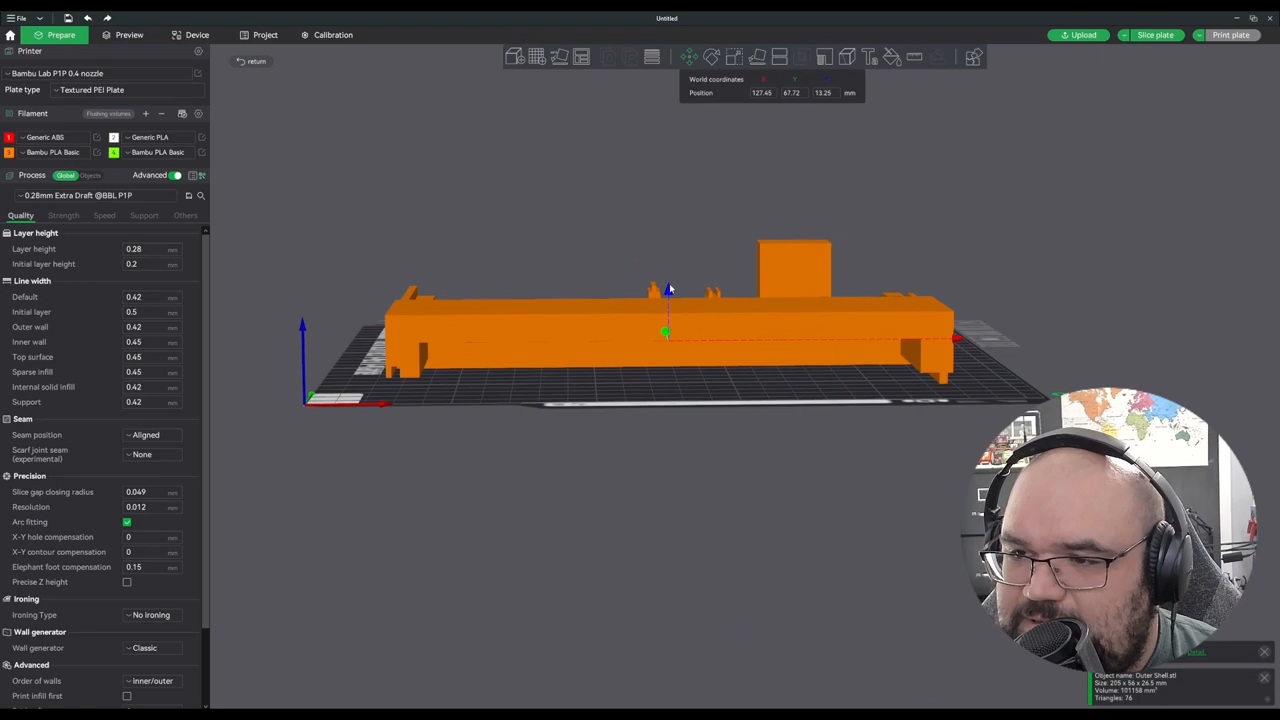 File
Untitled
Prepare
Preview
Device
Project
Calibration
Upload
Slice plate
Print plate
Printer
return
World coordinates
X Y Z
Position 127.45 67.72 13.25 mm
Bambu Lab P1P 0.4 nozzle
Plate type Textured PEI Plate
Filament Flushing volumes
1 Generic ABS 2 Generic PLA
3 Bambu PLA Basic 4 Bambu PLA Basic
Process Global Objects Advanced
0.28mm Extra Draft @BBL P1P
Quality Strength Speed Support Others
Layer height
Layer height 0.28 mm
Initial layer height 0.2 mm
Line width
Default 0.42 mm
Initial layer 0.5 mm
Outer wall 0.42 mm
Inner wall 0.45 mm
Top surface 0.45 mm
Sparse infill 0.45 mm
Internal solid infill 0.42 mm
Support 0.42 mm
Seam
Seam position Aligned
Scarf joint seam (experimental) None
Precision
Slice gap closing radius 0.049 mm
Resolution 0.012 mm
Arc fitting
X-Y hole compensation 0 mm
X-Y contour compensation 0 mm
Elephant foot compensation 0.15 mm
Precise Z height
Ironing
Ironing Type No ironing
Wall generator
Wall generator Classic
Advanced
Order of walls inner/outer
Print infill first
Detail.
Object name: Outer Shell.stl
Size: 205 x 56 x 26.5 mm
Volume: 101158 mm³
Triangles: 76